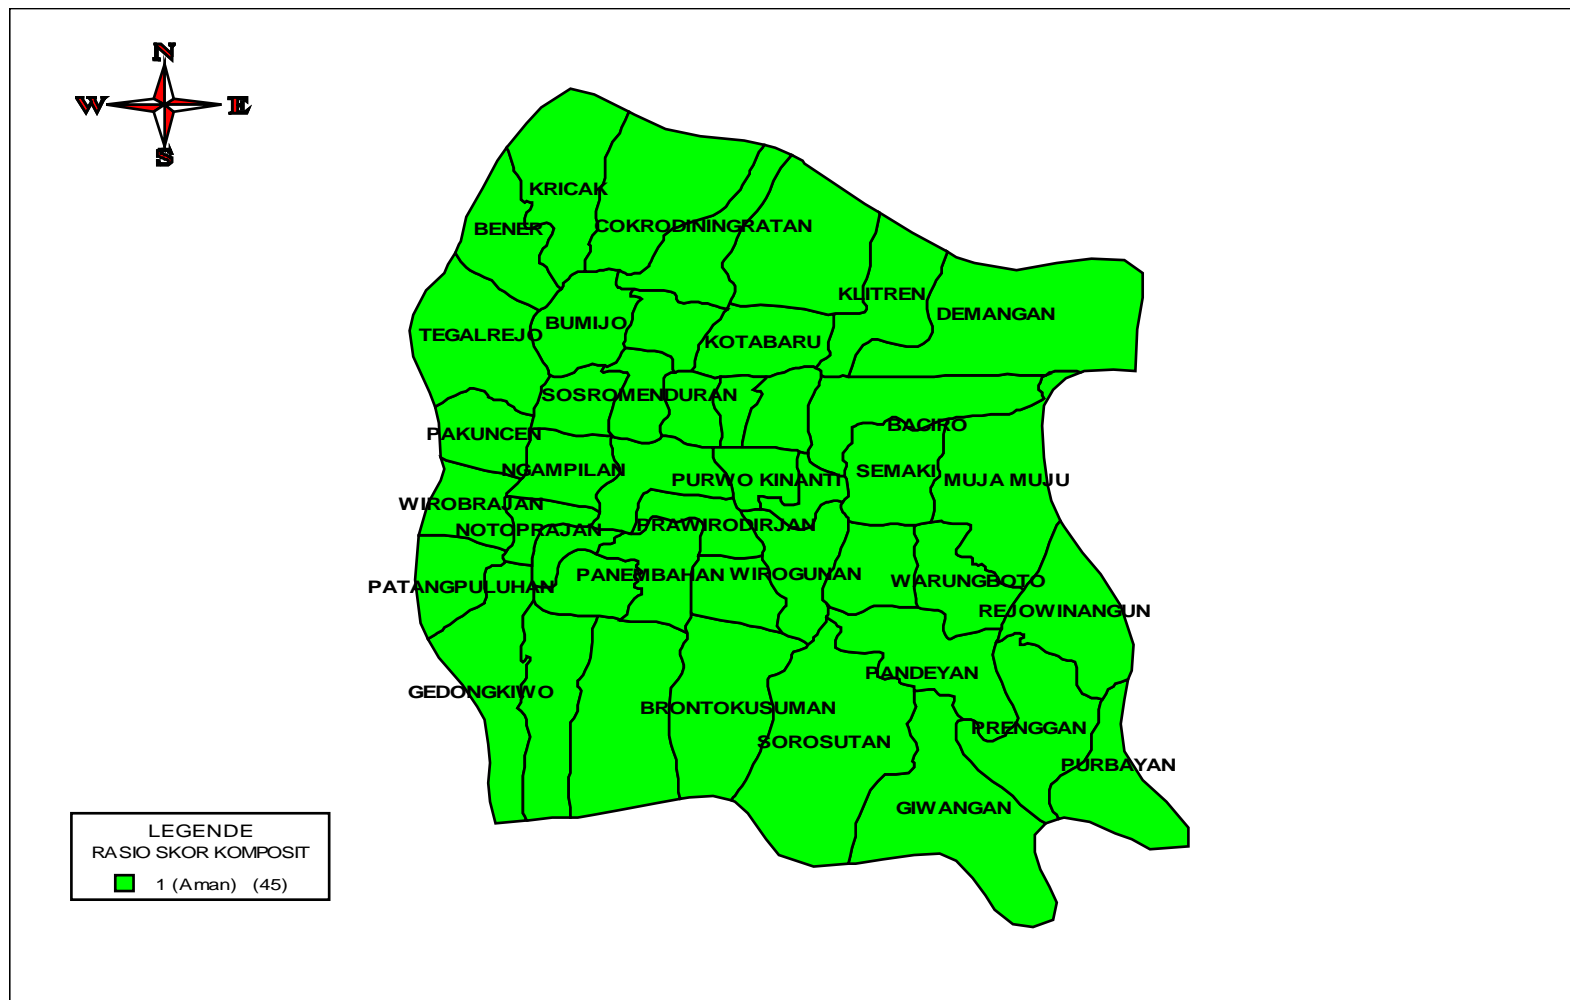 N
W E
S
KRICAK
COKRODININGRATAN
BENER
KLITREN
DEMANGAN
BUMIJO
TEGALREJO
KOTABARU
SOSROMENDURAN
BACIRO
PAKUNCEN
NGAMPILAN
SEMAKI
PURWO KINANTI
MUJA MUJU
WIROBRAJAN
PRAWIRODIRJAN
NOTOPRAJAN
PANEMBAHAN
WIROGUNAN
WARUNGBOTO
PATANGPULUHAN
REJOWINANGUN
PANDEYAN
GEDONGKIWO
BRONTOKUSUMAN
PRENGGAN
SOROSUTAN
PURBAYAN
GIWANGAN
LEGENDE
RASIO SKOR KOMPOSIT
1 (Aman) (45)